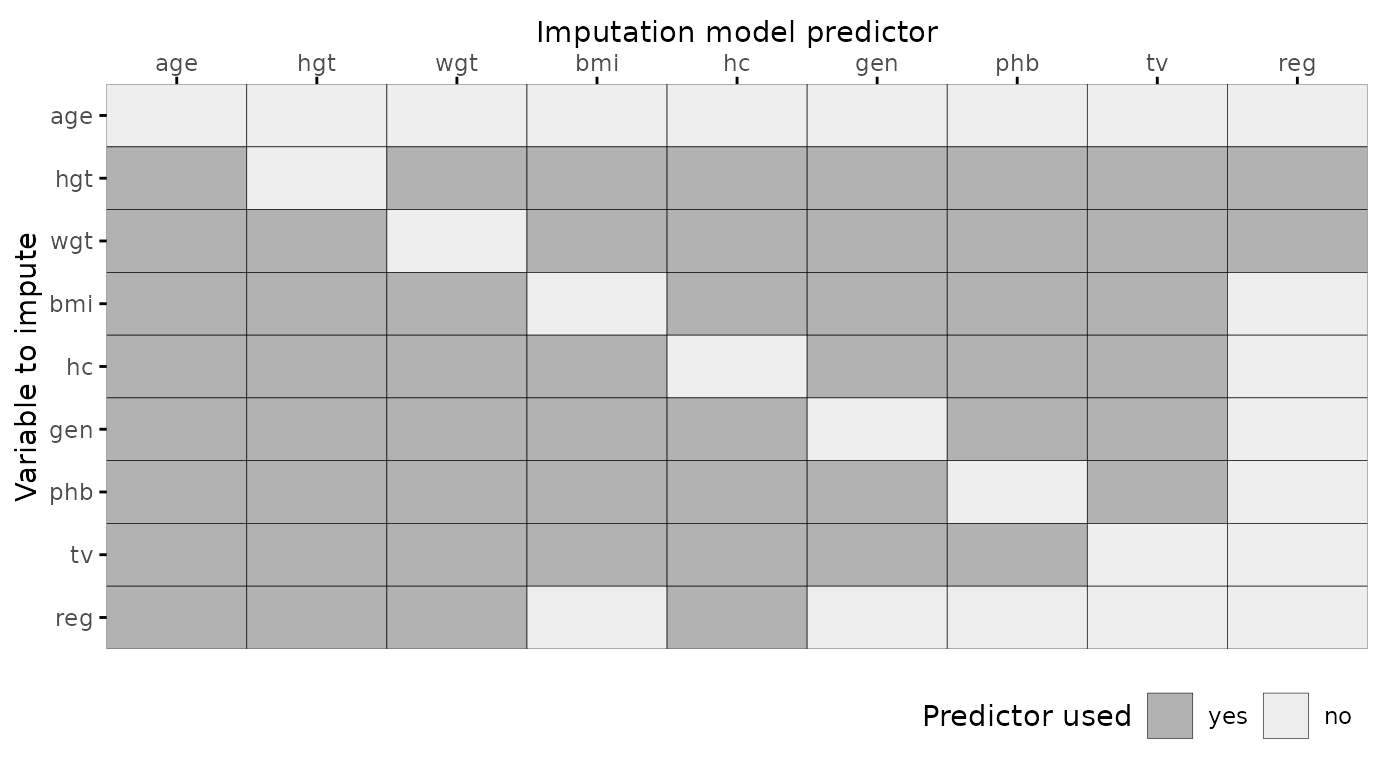 Imputation model predictor
age hgt wgt bmi hc gen phb tv reg
Variable to impute
age
hgt
wgt
bmi
hc
gen
phb
tv
reg
Predictor used yes no